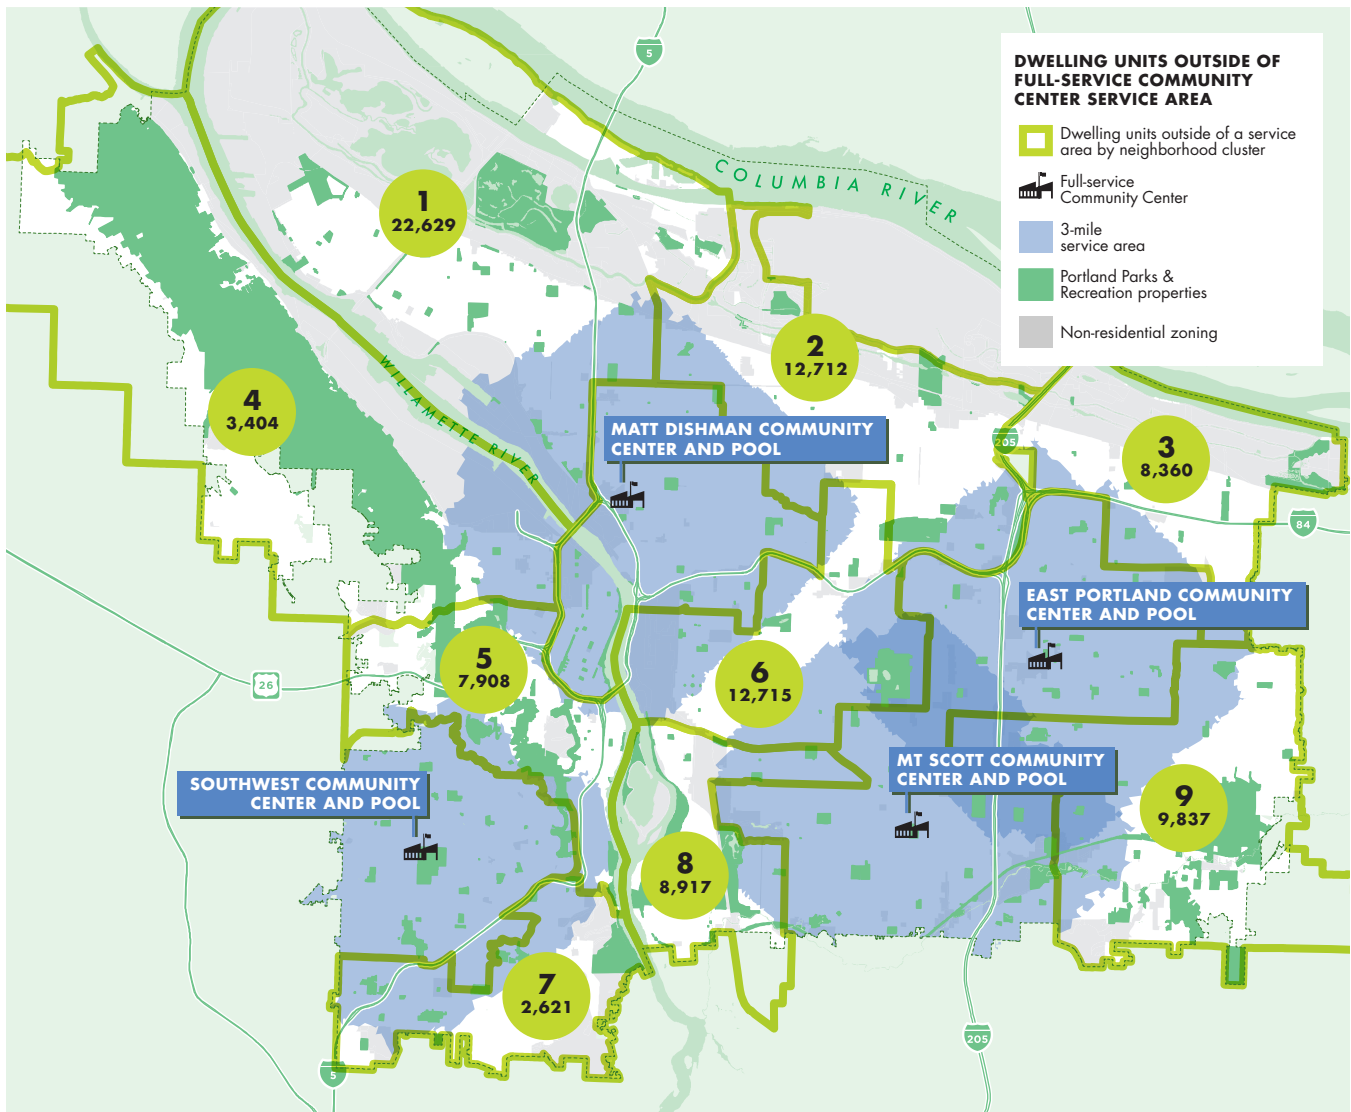 DWELLING UNITS OUTSIDE OF
FULL-SERVICE COMMUNITY
CENTER SERVICE AREA
Dwelling units outside of a service
area by neighborhood cluster
Full-service
Community Center
3-mile
service area
Portland Parks &
Recreation properties
Non-residential zoning
5
COLUMBIA RIVER
1
22,629
2
12,712
WILLAMETTE RIVER
4
3,404
MATT DISHMAN COMMUNITY
CENTER AND POOL
205
3
8,360
84
EAST PORTLAND COMMUNITY
CENTER AND POOL
5
7,908
6
12,715
26
SOUTHWEST COMMUNITY
CENTER AND POOL
MT SCOTT COMMUNITY
CENTER AND POOL
9
9,837
8
8,917
7
2,621
205
5